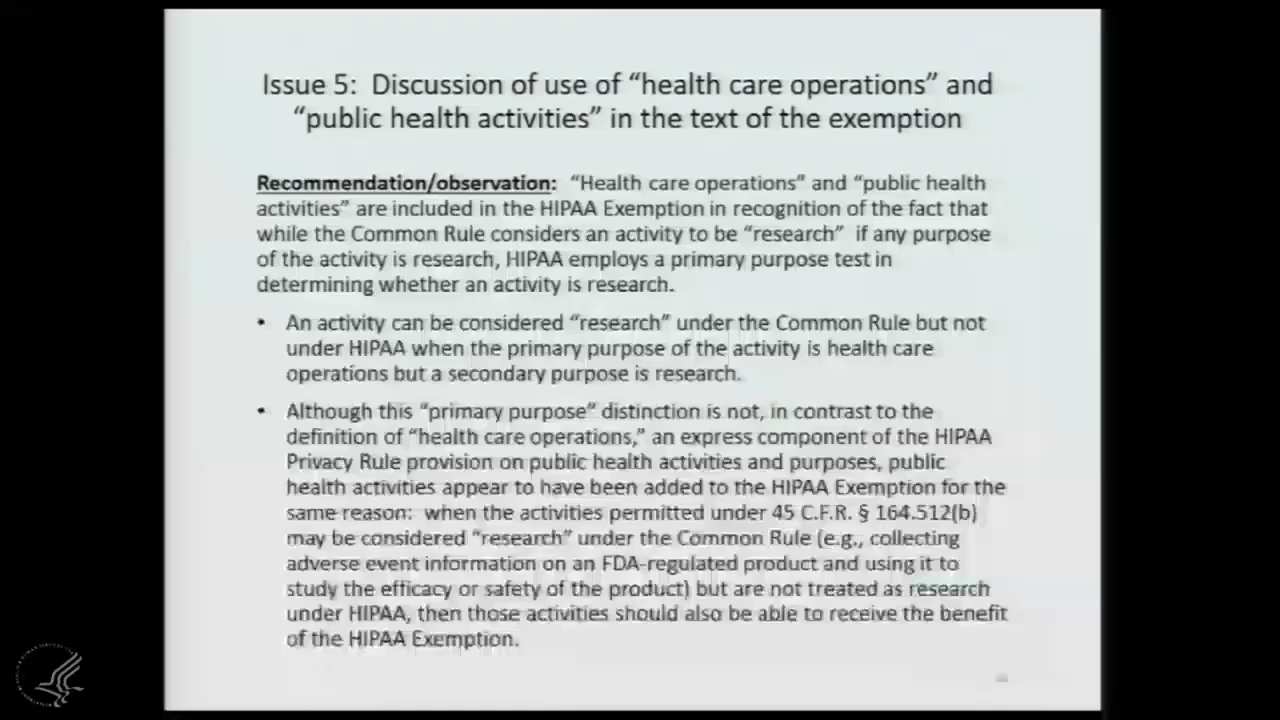 Issue 5: Discussion of use of “health care operations” and
“public health activities” in the text of the exemption
Recommendation/observation: “Health care operations” and “public health
activities” are included in the HIPAA Exemption in recognition of the fact that
while the Common Rule considers an activity to be “research” if any purpose
of the activity is research, HIPAA employs a primary purpose test in
determining whether an activity is research.
• An activity can be considered “research” under the Common Rule but not
under HIPAA when the primary purpose of the activity is health care
operations but a secondary purpose is research.
• Although this “primary purpose” distinction is not, in contrast to the
definition of “health care operations,” an express component of the HIPAA
Privacy Rule provision on public health activities and purposes, public
health activities appear to have been added to the HIPAA Exemption for the
same reason: when the activities permitted under 45 C.F.R. § 164.512(b)
may be considered “research” under the Common Rule (e.g., collecting
adverse event information on an FDA-regulated product and using it to
study the efficacy or safety of the product) but are not treated as research
under HIPAA, then those activities should also be able to receive the benefit
of the HIPAA Exemption.